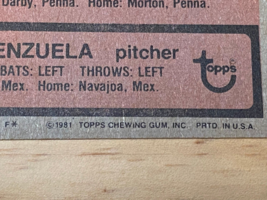 Darby, Penna. Home: Morton, Penna.
ENZUELA pitcher
BATS: LEFT THROWS: LEFT
Mex. Home: Navajoa, Mex.
topps
F* ©1981 TOPPS CHEWING GUM, INC. PRTD. IN U.S.A.